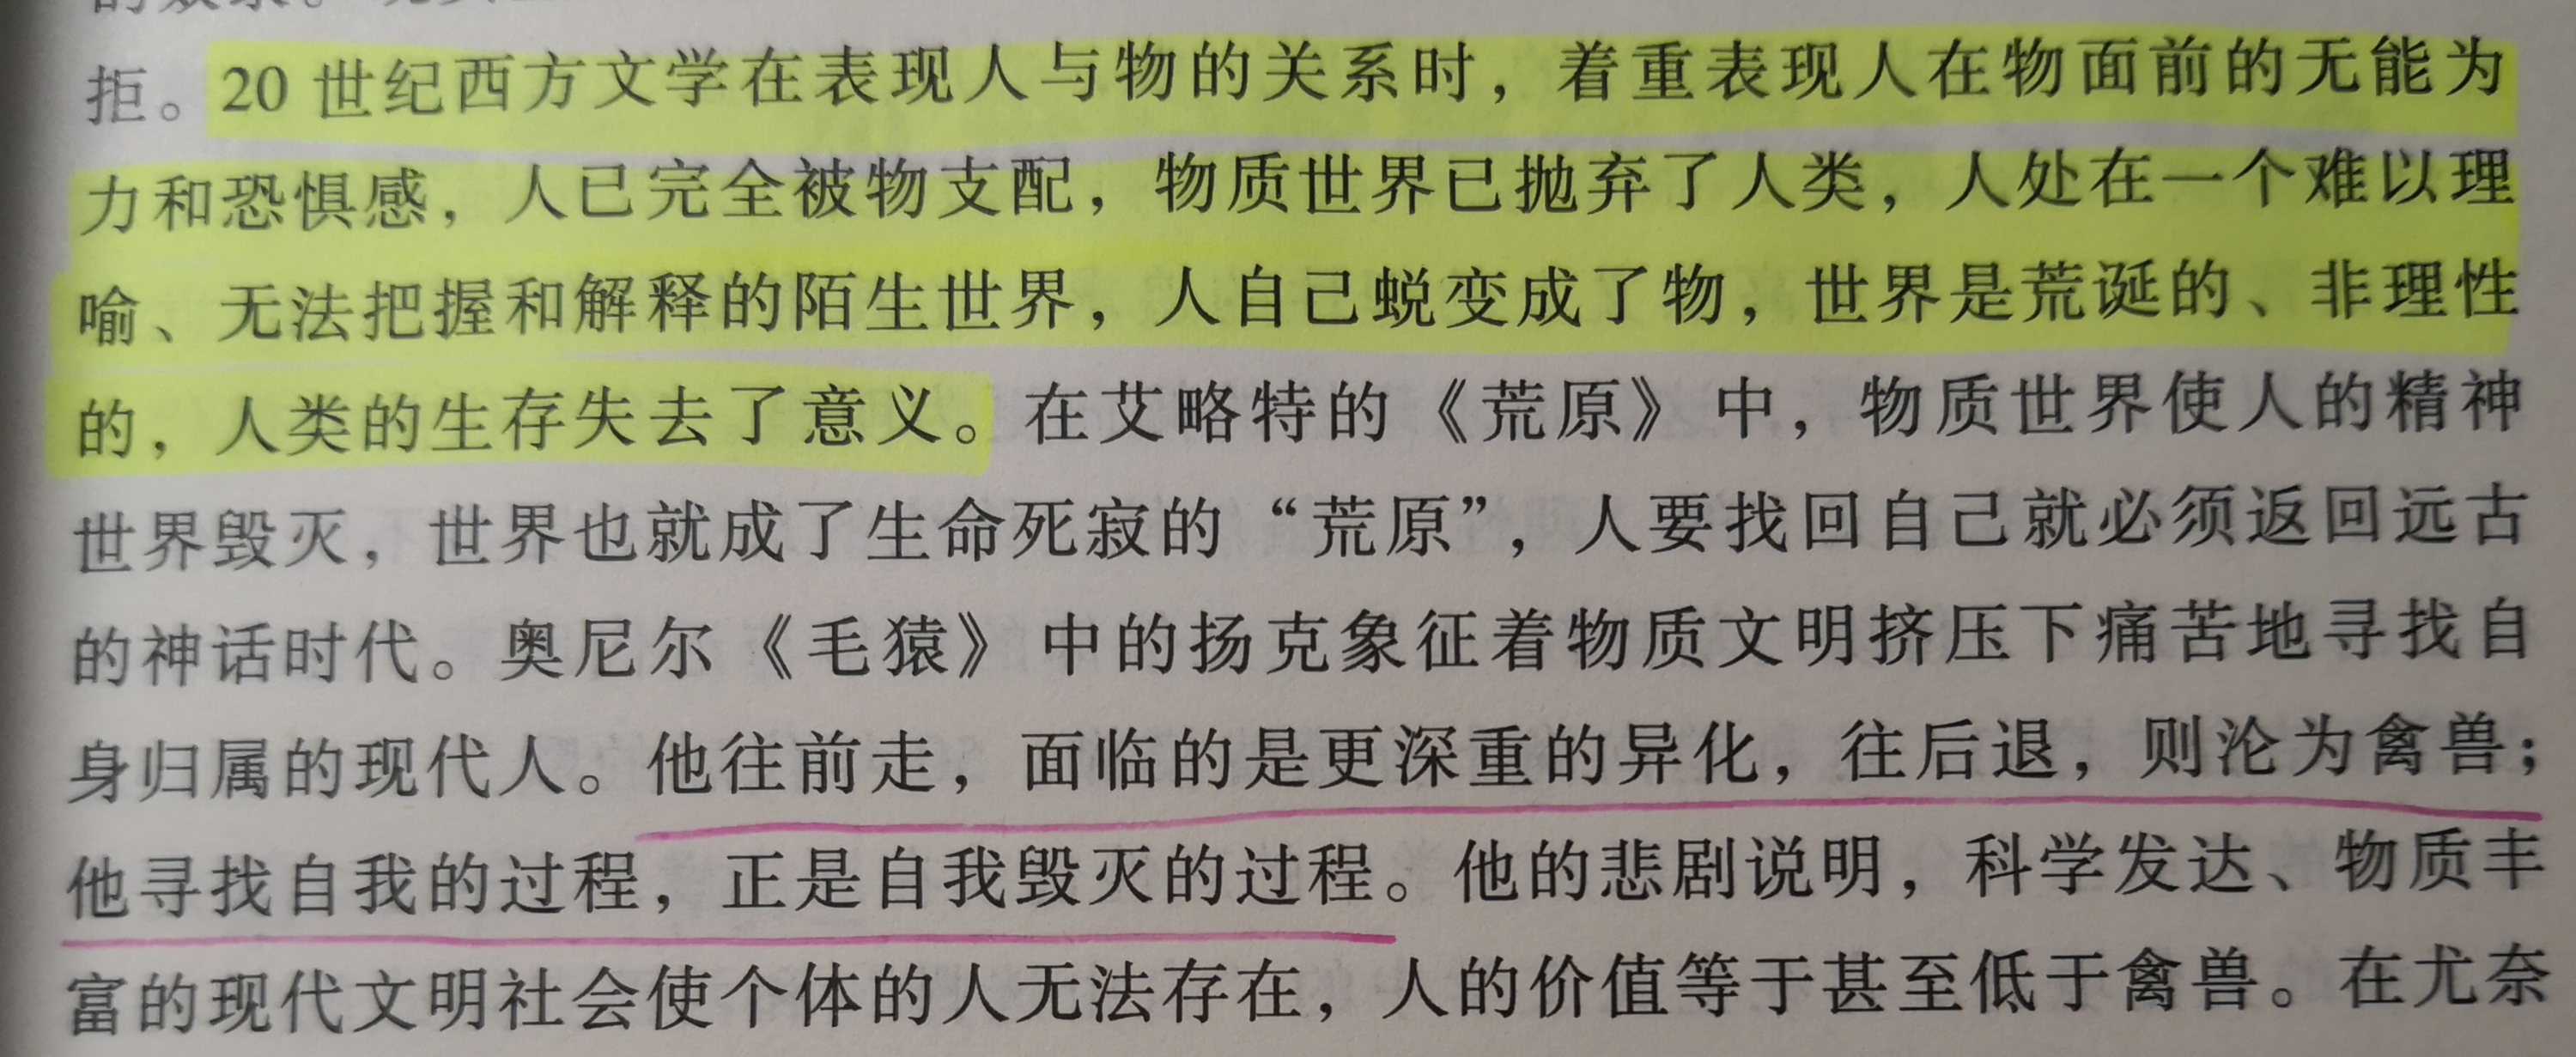 拒。20 世纪西方文学在表现人与物的关系时，着重表现人在物面前的无能为
力和恐惧感，人已完全被物支配，物质世界已抛弃了人类，人处在一个难以理
喻、无法把握和解释的陌生世界，人自己蜕变成了物，世界是荒诞的、非理性
的，人类的生存失去了意义。在艾略特的《荒原》中，物质世界使人的精神
世界毁灭，世界也就成了生命死寂的“荒原”，人要找回自己就必须返回远古
的神话时代。奥尼尔《毛猿》中的扬克象征着物质文明挤压下痛苦地寻找自
身归属的现代人。他往前走，面临的是更深重的异化，往后退，则沦为禽兽；
他寻找自我的过程，正是自我毁灭的过程。他的悲剧说明，科学发达、物质丰
富的现代文明社会使个体的人无法存在，人的价值等于甚至低于禽兽。在尤奈